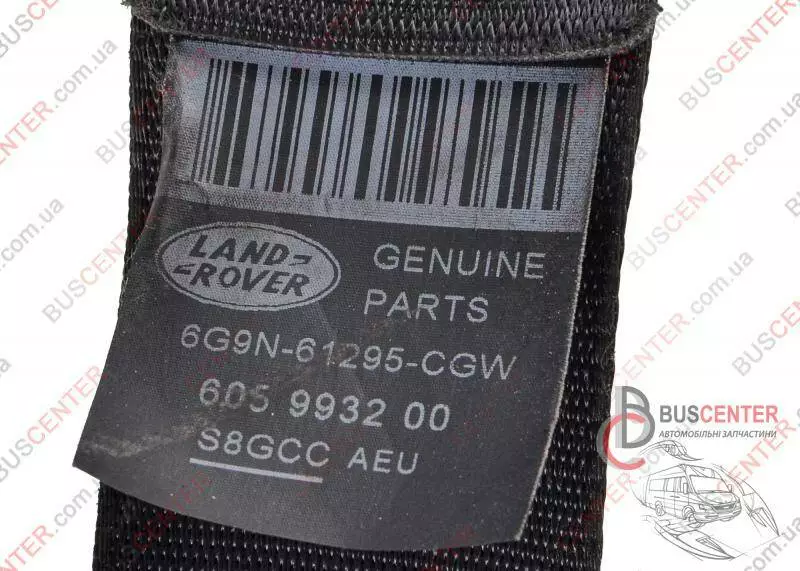 LAND ROVER
GENUINE
PARTS
6G9N-61295-CGW
605 9932 00
S8GCC AEU
BUSCENTER
АВТОМОБІЛЬНІ ЗАПЧАСТИНИ
BUSCENTER.com.ua